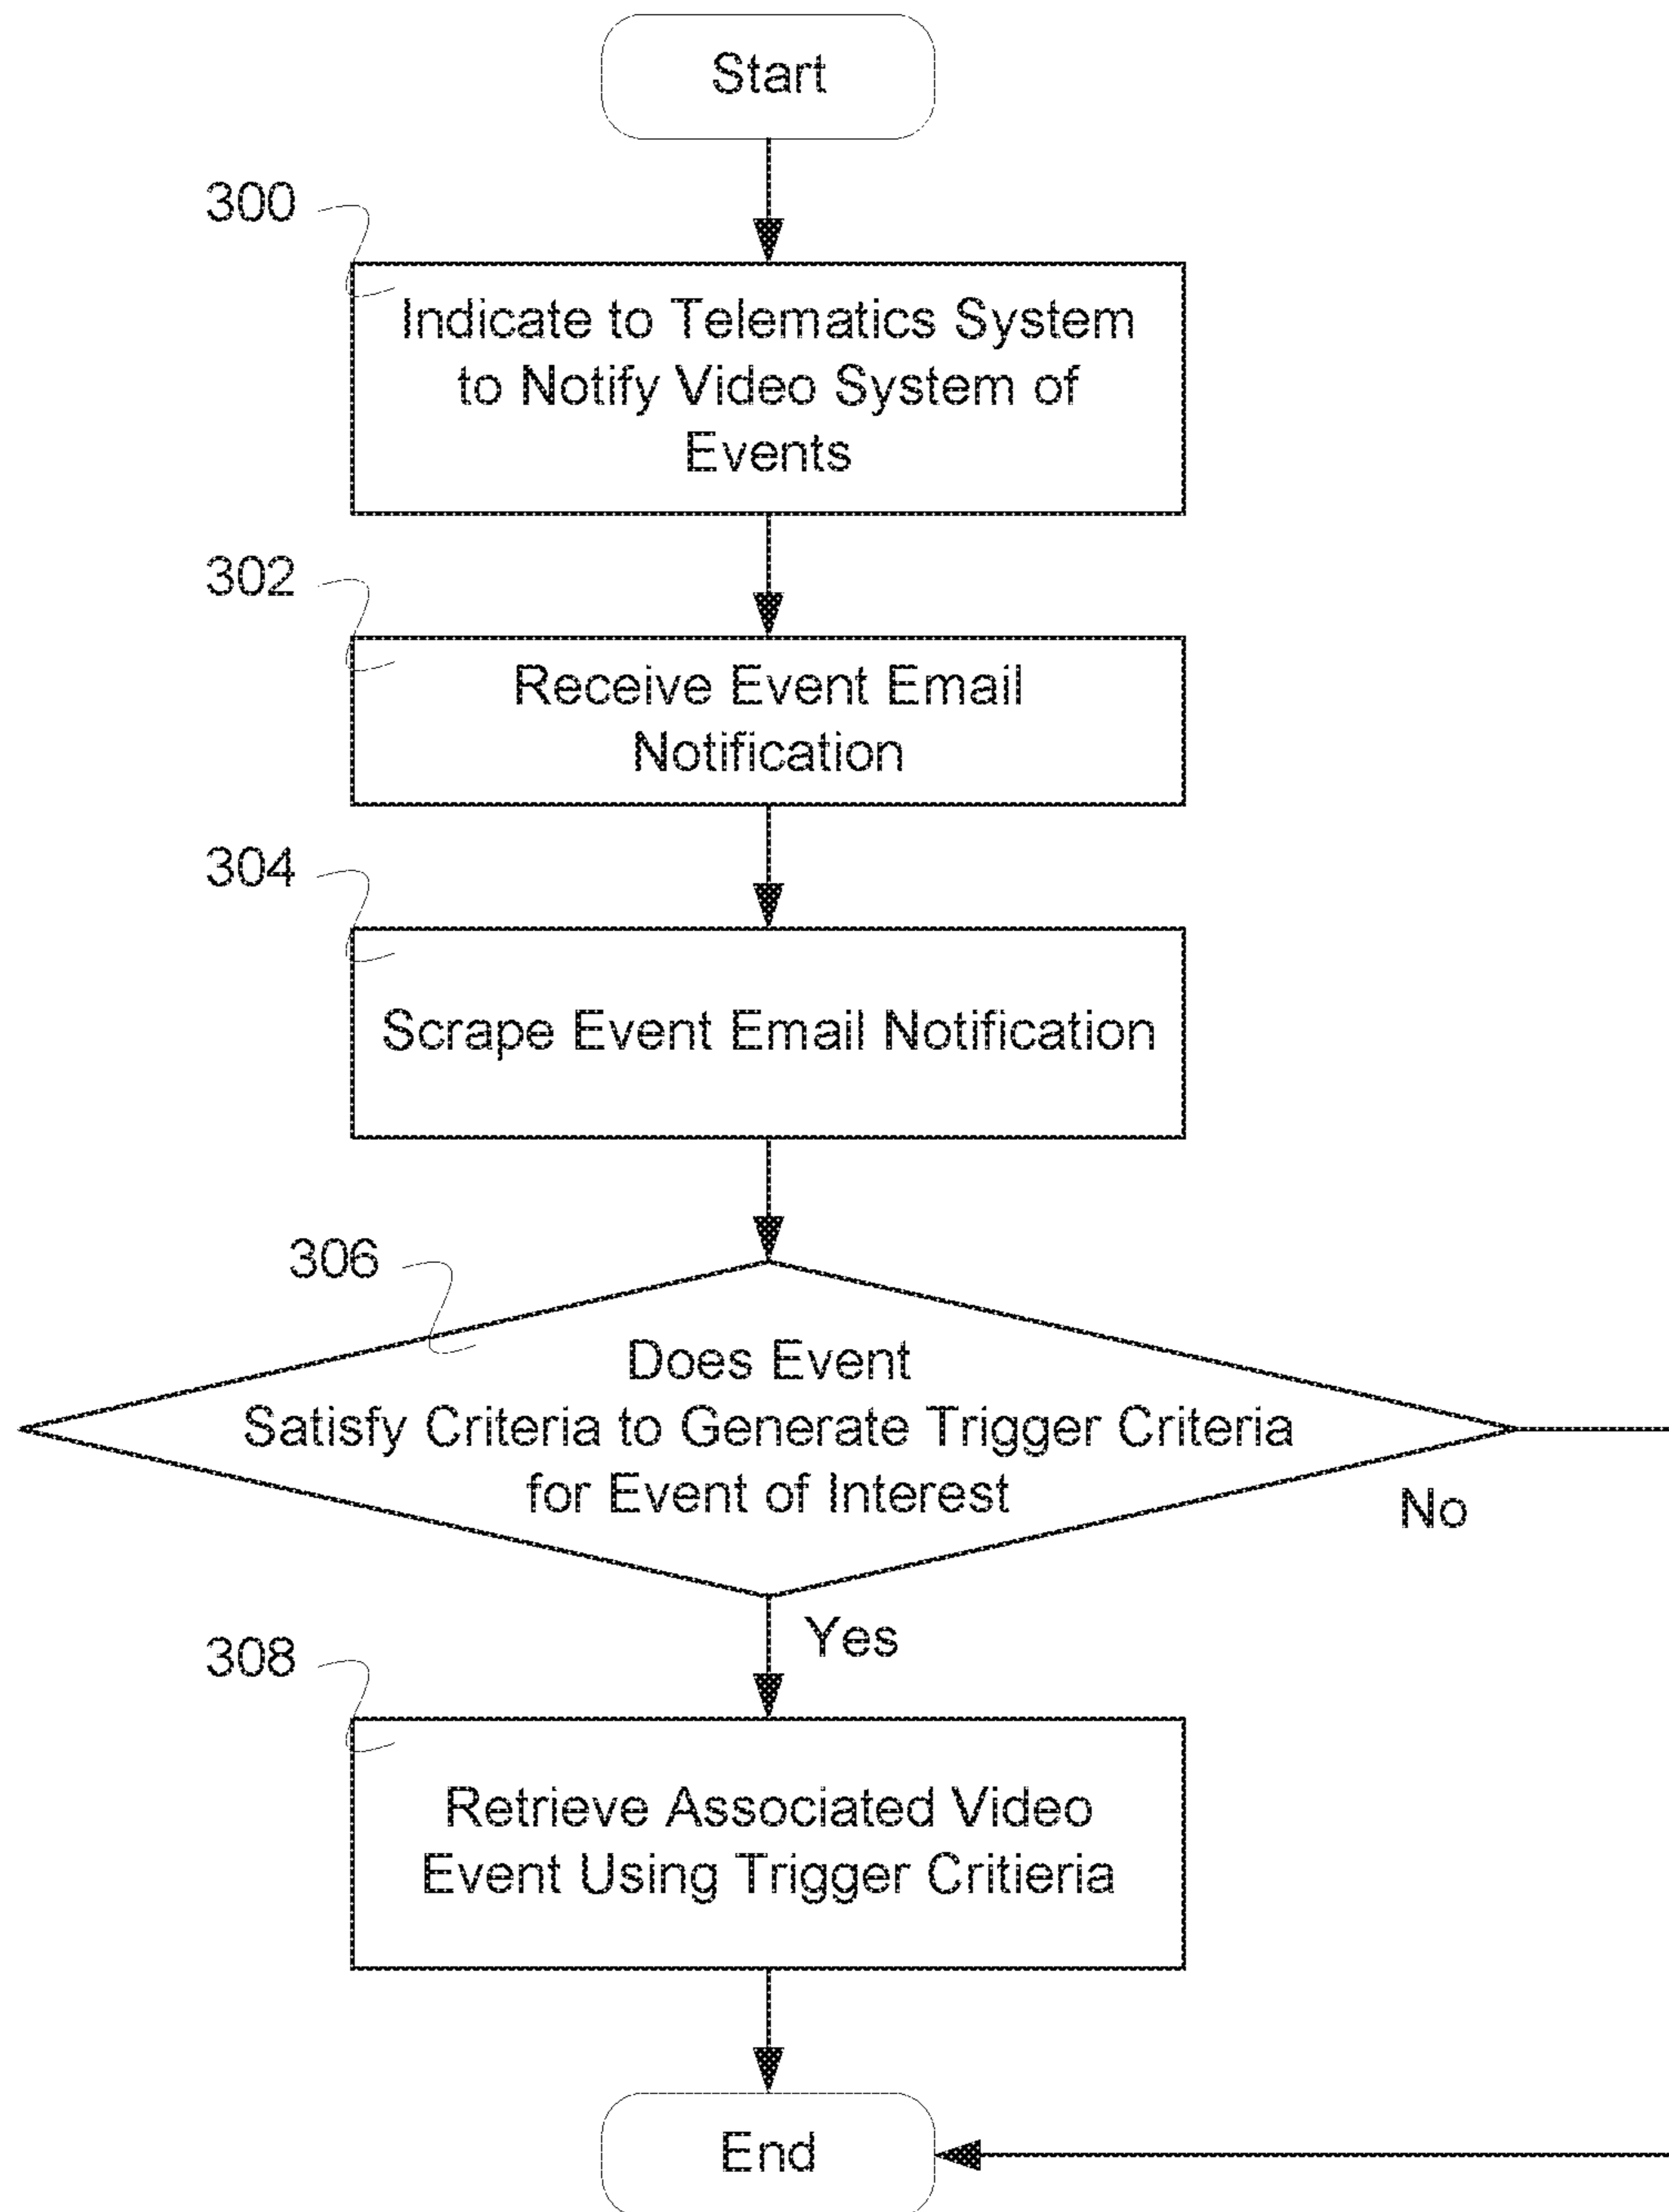 Start
300
Indicate to Telematics System
to Notify Video System of
Events
302
Receive Event Email
Notification
304
Scrape Event Email Notification
306
Does Event
Satisfy Criteria to Generate Trigger Criteria
for Event of Interest
No
Yes
308
Retrieve Associated Video
Event Using Trigger Critieria
End